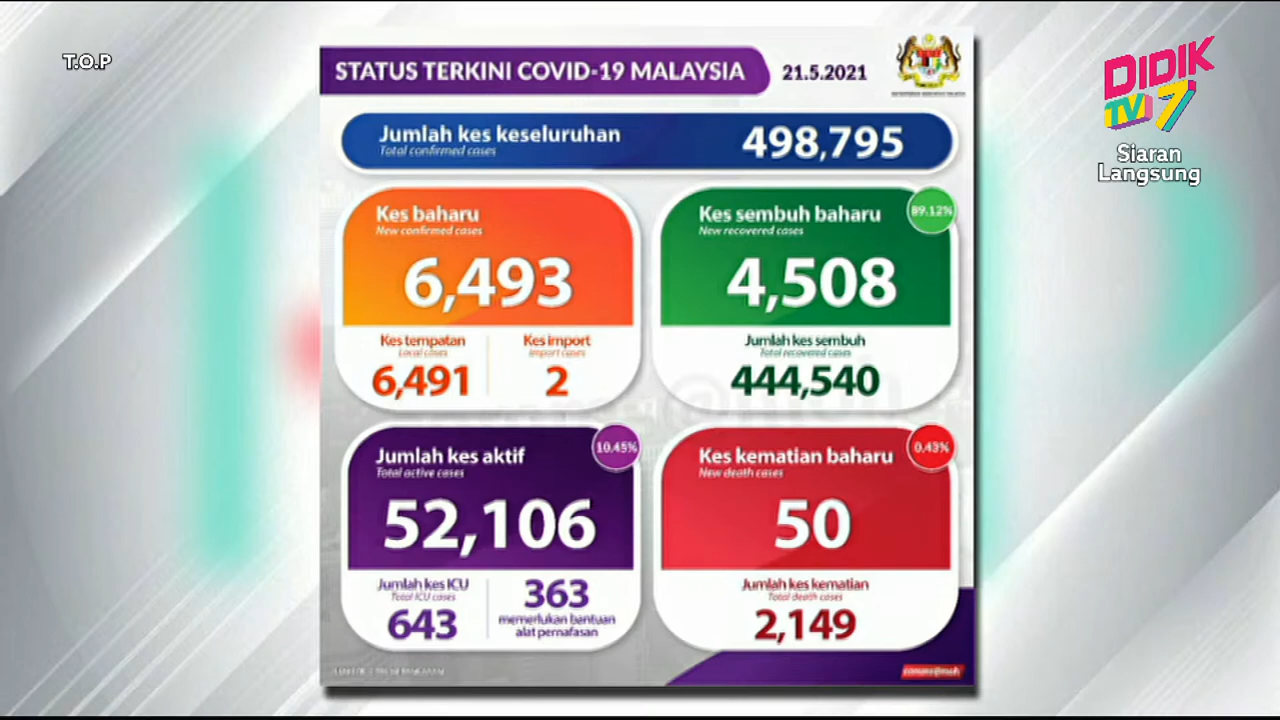 T.O.P
STATUS TERKINI COVID-19 MALAYSIA
21.5.2021
DIDIK
TV 7
Siaran
Langsung
Jumlah kes keseluruhan
Total confirmed cases
498,795
Kes baharu
New confirmed cases
6,493
Kes tempatan
Local cases
6,491
Kes import
Import cases
2
Kes sembuh baharu
New recovered cases
89.12%
4,508
Jumlah kes sembuh
Total recovered cases
444,540
Jumlah kes aktif
Total active cases
10.45%
52,106
Jumlah kes ICU
Total ICU cases
643
363
memerlukan bantuan
alat pernafasan
Kes kematian baharu
New death cases
0.43%
50
Jumlah kes kematian
Total death cases
2,149